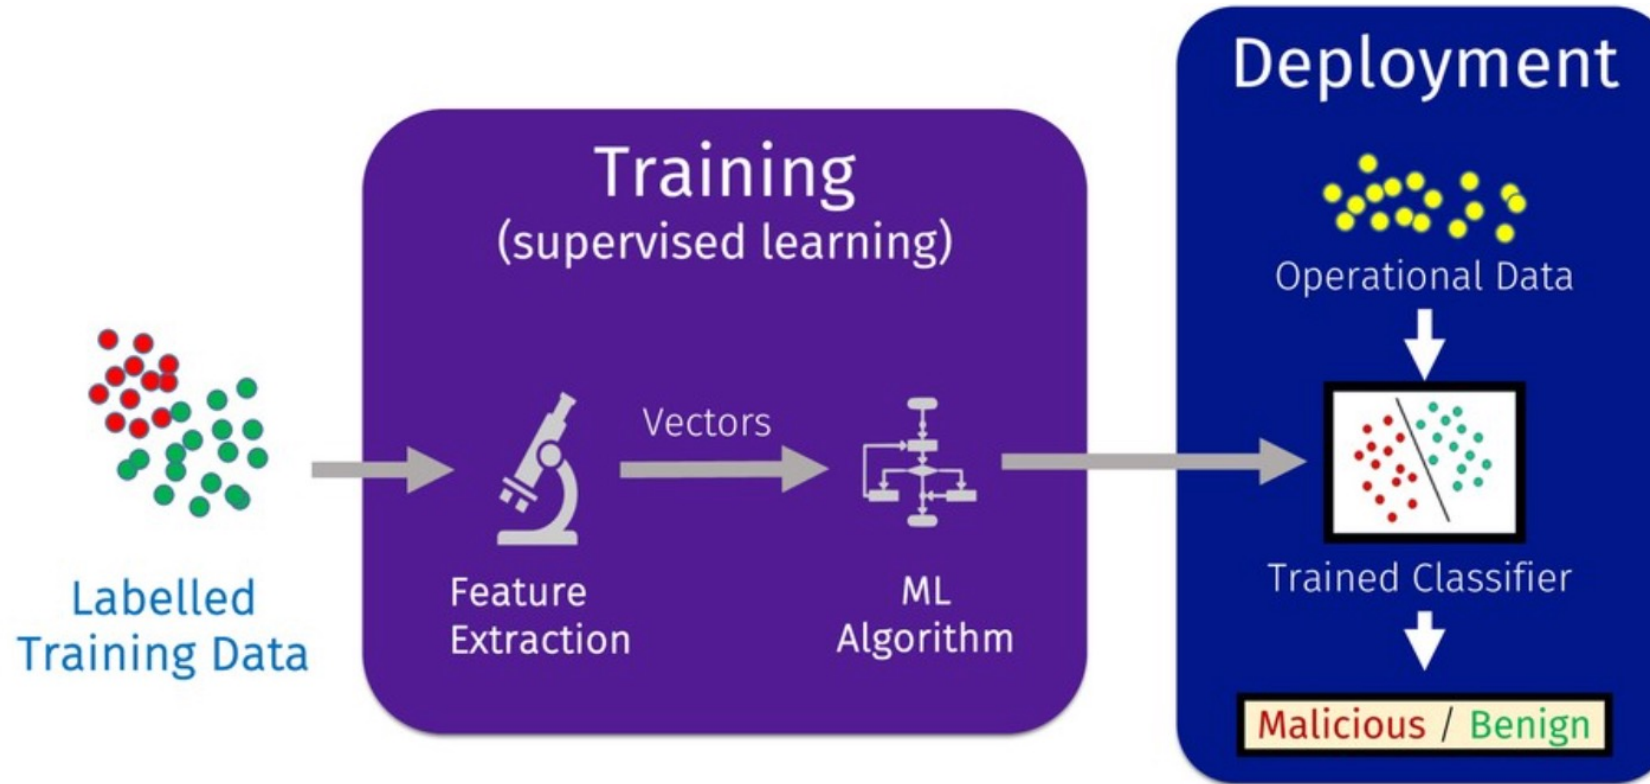 Labelled
Training Data
Training
(supervised learning)
Feature
Extraction
Vectors
ML
Algorithm
Deployment
Operational Data
Trained Classifier
Malicious / Benign